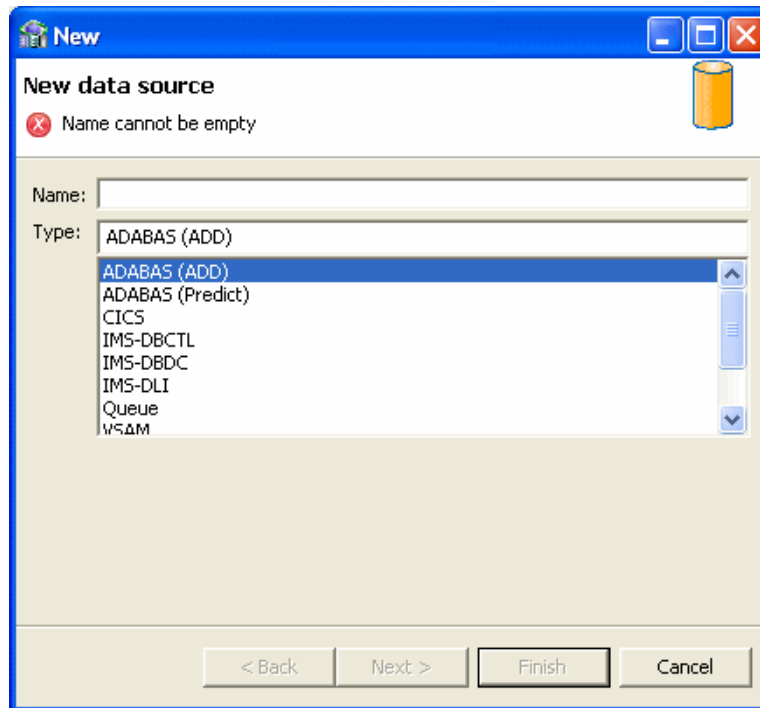 New
New data source
Name cannot be empty
Name:
Type: ADABAS (ADD)
ADABAS (ADD)
ADABAS (Predict)
CICS
IMS-DBCTL
IMS-DBDC
IMS-DLI
Queue
VSAM
< Back Next > Finish Cancel